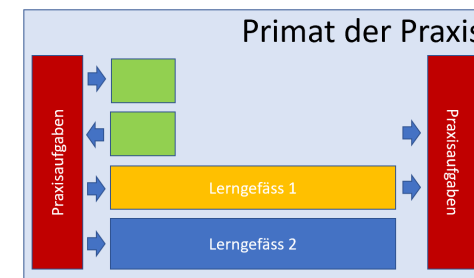 Primat der Praxis
Praxisaufgaben
Lerngefäss 1
Lerngefäss 2
Praxisaufgaben